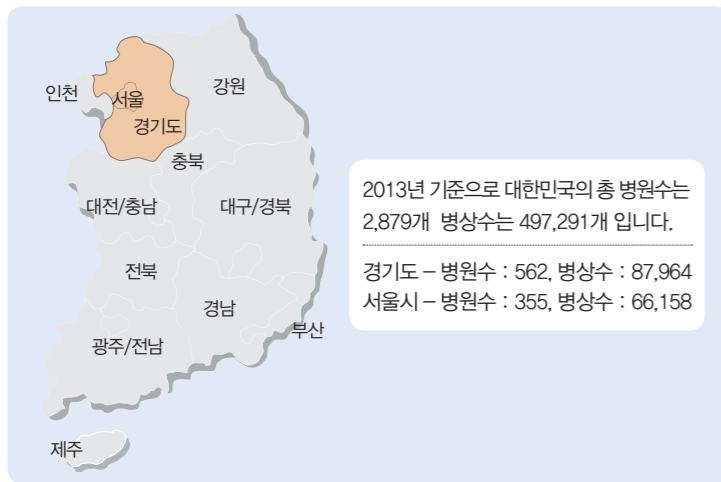 인천
서울
강원
경기도
충북
대전/충남
대구/경북
전북
경남
부산
광주/전남
제주
2013년 기준으로 대한민국의 총 병원수는
2,879개 병상수는 497,291개 입니다.
경기도 – 병원수 : 562, 병상수 : 87,964
서울시 – 병원수 : 355, 병상수 : 66,158